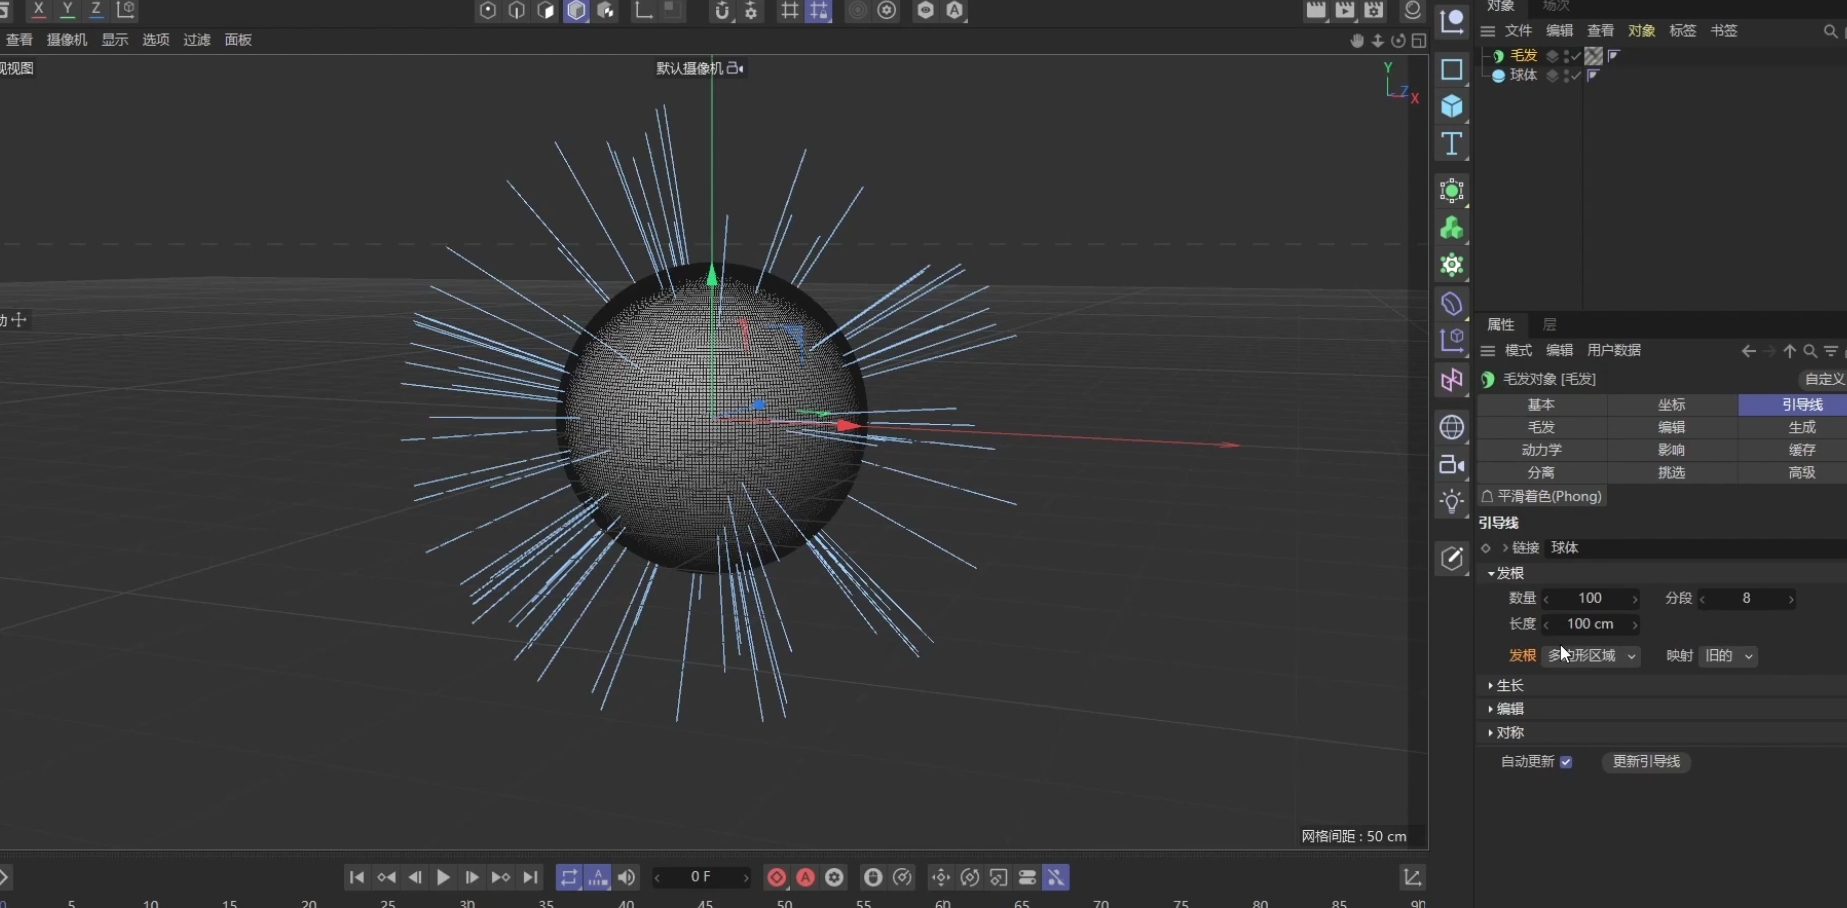 X Y Z
对象 场次
查看 摄像机 显示 选项 过滤 面板
文件 编辑 查看 对象 标签 书签
视图
默认摄像机
Y
Z
X
毛发
球体
动
属性 层
模式 编辑 用户数据
毛发对象 [毛发] 自定义
基本 坐标 引导线
毛发 编辑 生成
动力学 影响 缓存
分离 挑选 高级
平滑着色(Phong)
引导线
链接 球体
发根
数量 100 分段 8
长度 100 cm
发根 多边形区域 映射 旧的
生长
编辑
对称
自动更新 更新引导线
网格间距 : 50 cm
0 F
0 5 10 15 20 25 30 35 40 45 50 55 60 65 70 75 80 85 90